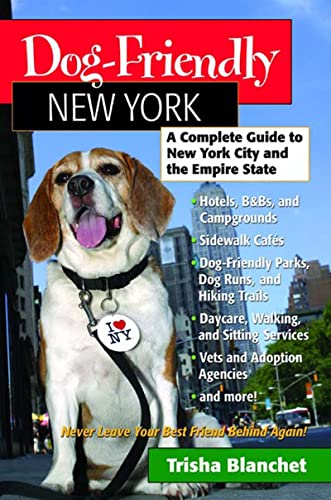 Dog-Friendly
NEW YORK
A Complete Guide to
New York City and
the Empire State
• Hotels, B&Bs, and
Campgrounds
• Sidewalk Cafés
• Dog-Friendly Parks,
Dog Runs, and
Hiking Trails
• Daycare, Walking,
and Sitting Services
• Vets and Adoption
Agencies
• and more!
I ♥
NY
Never Leave Your Best Friend Behind Again!
Trisha Blanchet